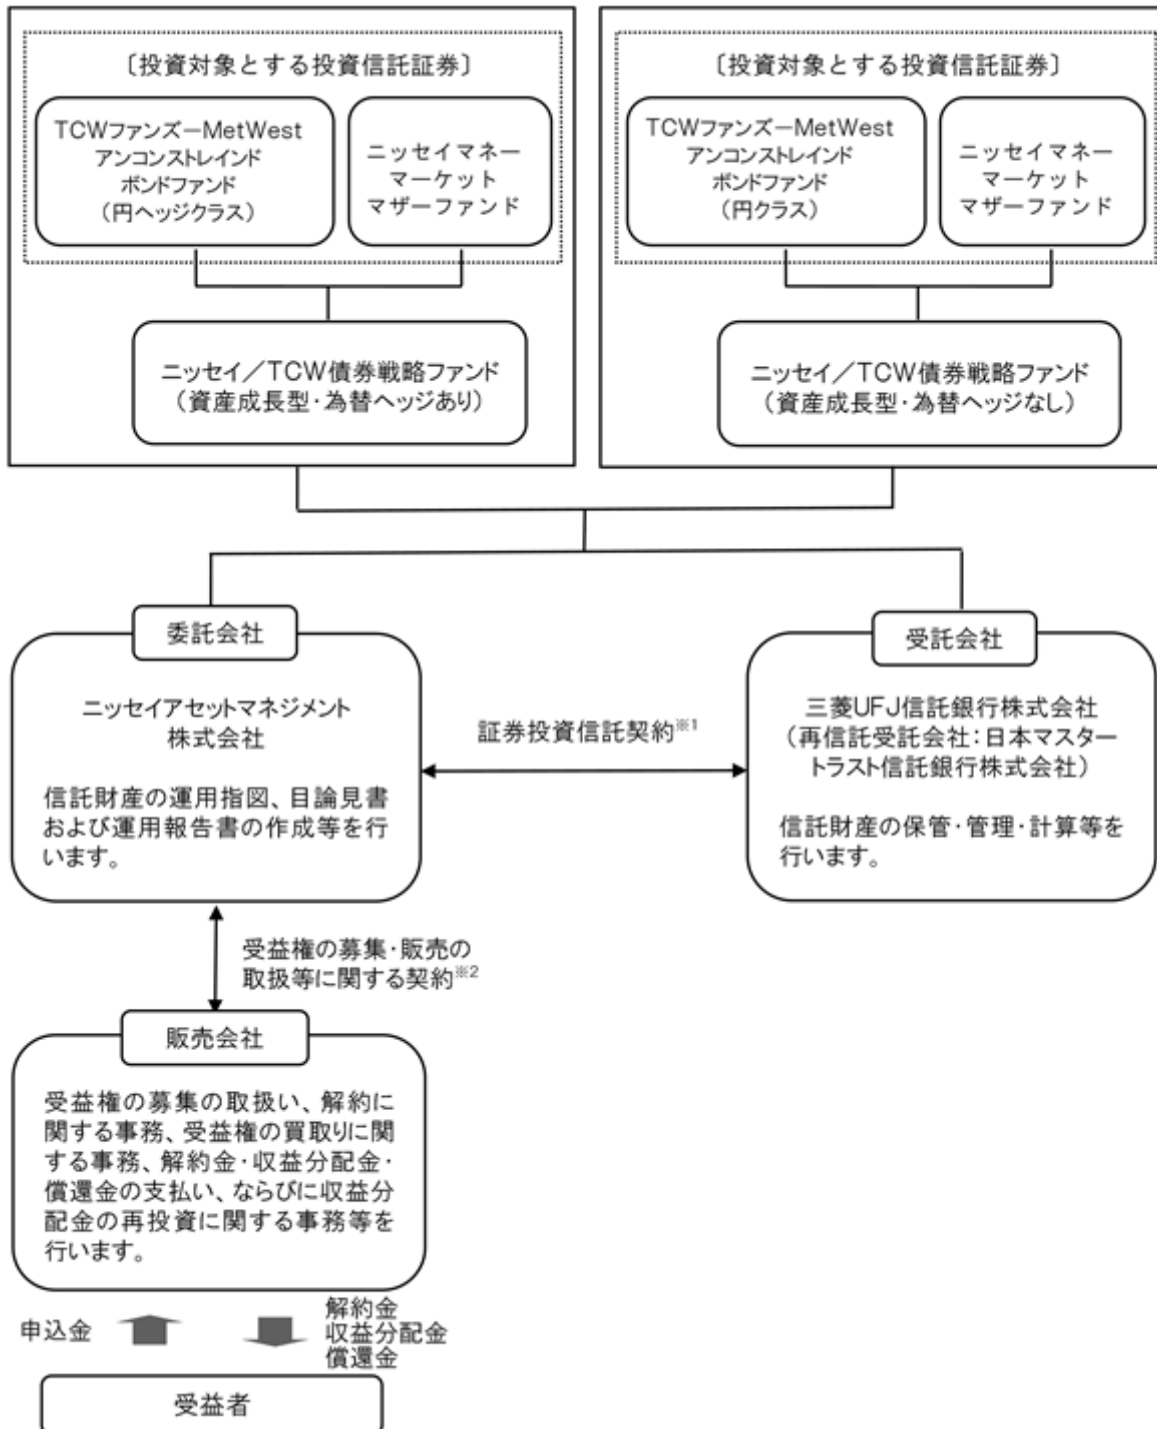 〔投資対象とする投資信託証券〕
TCWファンズーMetWest
アンコンストレインド
ボンドファンド
（円ヘッジクラス）
ニッセイマネー
マーケット
マザーファンド
ニッセイ／TCW債券戦略ファンド
（資産成長型・為替ヘッジあり）
〔投資対象とする投資信託証券〕
TCWファンズーMetWest
アンコンストレインド
ボンドファンド
（円クラス）
ニッセイマネー
マーケット
マザーファンド
ニッセイ／TCW債券戦略ファンド
（資産成長型・為替ヘッジなし）
委託会社
ニッセイアセットマネジメント
株式会社
信託財産の運用指図、目論見書
および運用報告書の作成等を行
います。
証券投資信託契約※1
受託会社
三菱UFJ信託銀行株式会社
（再信託受託会社：日本マスター
トラスト信託銀行株式会社）
信託財産の保管・管理・計算等を
行います。
受益権の募集・販売の
取扱等に関する契約※2
販売会社
受益権の募集の取扱い、解約に
関する事務、受益権の買取りに関
する事務、解約金・収益分配金・
償還金の支払い、ならびに収益分
配金の再投資に関する事務等を
行います。
申込金
解約金
収益分配金
償還金
受益者